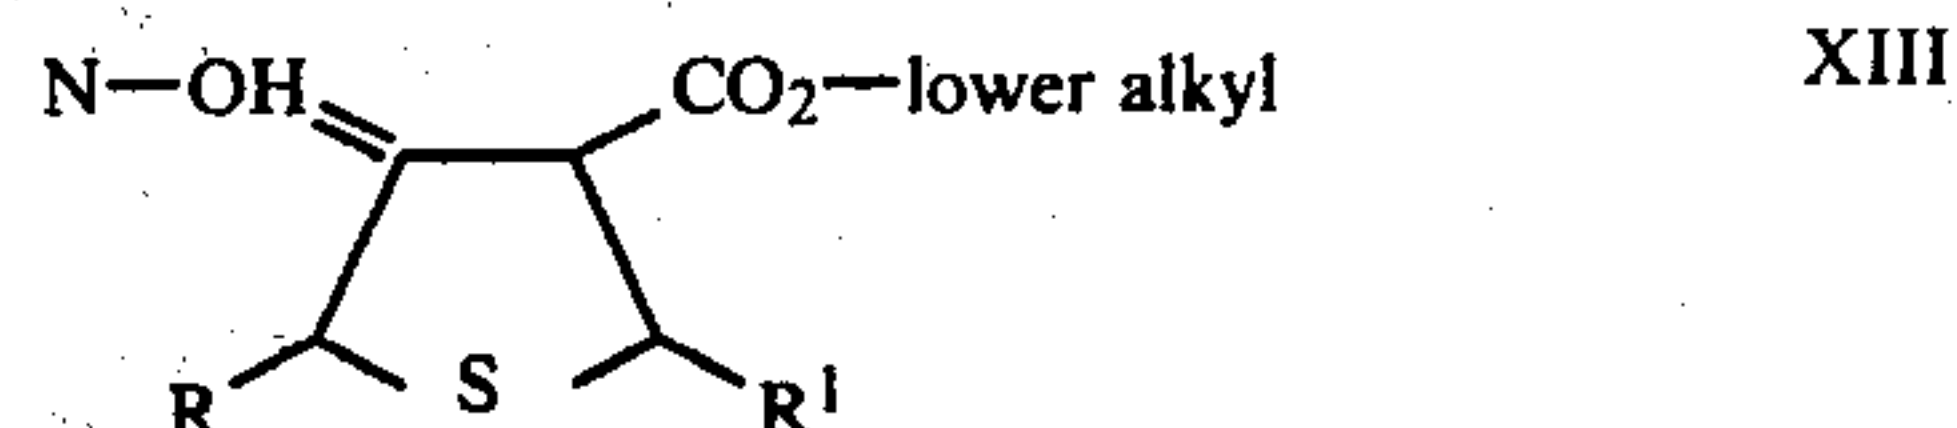 N—OH CO₂—lower alkyl XIII
R S R¹